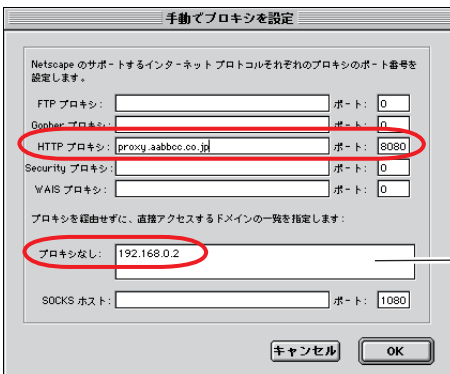 手動でプロキシを設定
Netscape のサポートするインターネット プロトコルそれぞれのプロキシのポート番号を
設定します。
FTP プロキシ: ポート: 0
Gopher プロキシ: ポート: 0
HTTP プロキシ: proxy.aabbcc.co.jp ポート: 8080
Security プロキシ: ポート: 0
WAIS プロキシ: ポート: 0
プロキシを経由せずに、直接アクセスするドメインの一覧を指定します:
プロキシなし: 192.168.0.2
SOCKS ホスト: ポート: 1080
キャンセル OK